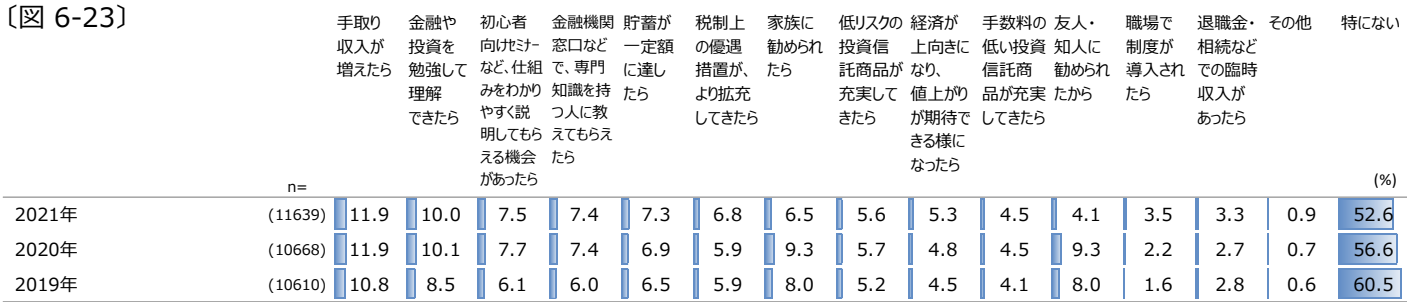 〔図 6-23〕
手取り収入が増えたら
金融や投資を勉強して理解できたら
初心者向けセミナーなど、仕組みをわかりやすく説明してもらえる機会があったら
金融機関窓口などで、専門知識を持つ人に教えてもらえたら
貯蓄が一定額に達したら
税制上の優遇措置が、より拡充してきたら
家族に勧められたら
低リスクの投資信託商品が充実してきたら
経済が上向きになり、値上がりが期待できる様になったら
手数料の低い投資信託商品が充実してきたら
友人・知人に勧められたから
職場で制度が導入されたら
退職金・相続などでの臨時収入があったら
その他
特にない
n=
(%)
2021年 (11639) 11.9 10.0 7.5 7.4 7.3 6.8 6.5 5.6 5.3 4.5 4.1 3.5 3.3 0.9 52.6
2020年 (10668) 11.9 10.1 7.7 7.4 6.9 5.9 9.3 5.7 4.8 4.5 9.3 2.2 2.7 0.7 56.6
2019年 (10610) 10.8 8.5 6.1 6.0 6.5 5.9 8.0 5.2 4.5 4.1 8.0 1.6 2.8 0.6 60.5